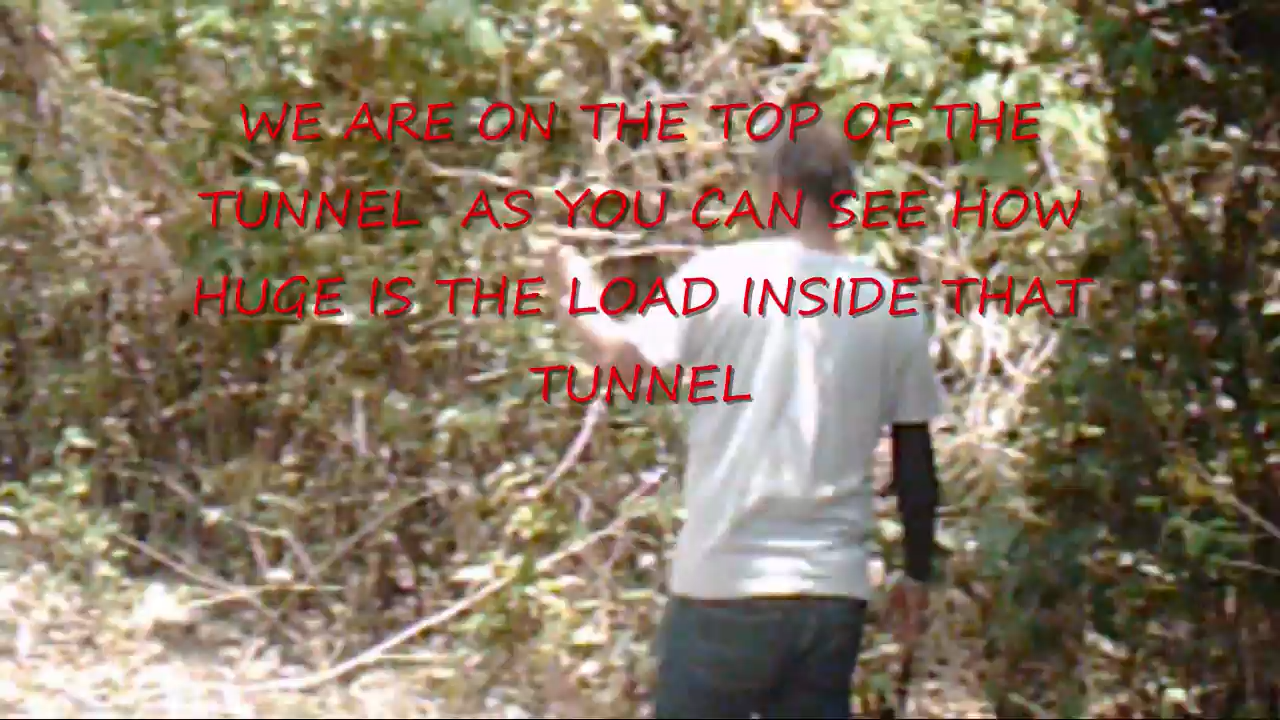 WE ARE ON THE TOP OF THE
TUNNEL AS YOU CAN SEE HOW
HUGE IS THE LOAD INSIDE THAT
TUNNEL